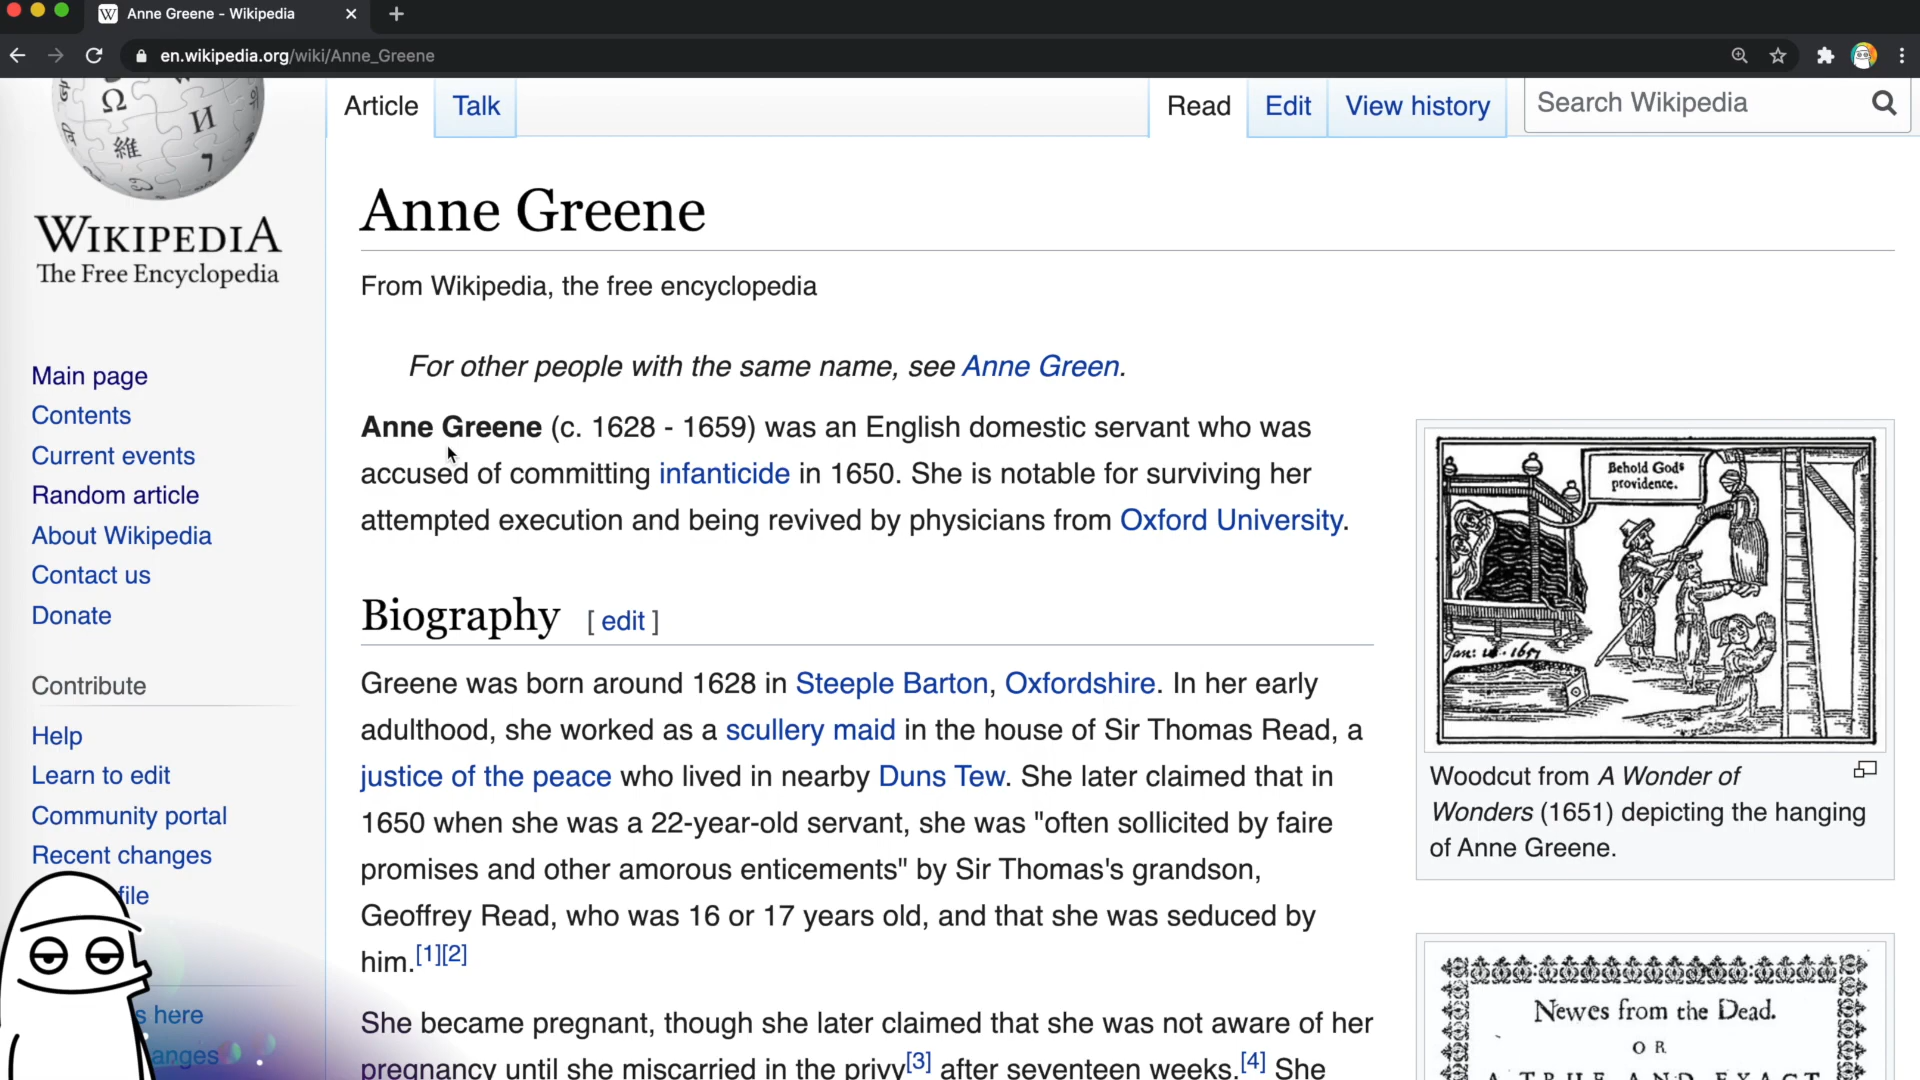 Anne Greene - Wikipedia
en.wikipedia.org/wiki/Anne_Greene
Article Talk Read Edit View history Search Wikipedia
Ω
И
維
WIKIPEDIA
The Free Encyclopedia
Main page
Contents
Current events
Random article
About Wikipedia
Contact us
Donate
Contribute
Help
Learn to edit
Community portal
Recent changes
file
s here
anges
Anne Greene
From Wikipedia, the free encyclopedia
For other people with the same name, see Anne Green.
Anne Greene (c. 1628 - 1659) was an English domestic servant who was
accused of committing infanticide in 1650. She is notable for surviving her
attempted execution and being revived by physicians from Oxford University.
Biography [ edit ]
Greene was born around 1628 in Steeple Barton, Oxfordshire. In her early
adulthood, she worked as a scullery maid in the house of Sir Thomas Read, a
justice of the peace who lived in nearby Duns Tew. She later claimed that in
1650 when she was a 22-year-old servant, she was "often sollicited by faire
promises and other amorous enticements" by Sir Thomas's grandson,
Geoffrey Read, who was 16 or 17 years old, and that she was seduced by
him.[1][2]
She became pregnant, though she later claimed that she was not aware of her
pregnancy until she miscarried in the privy[3] after seventeen weeks.[4] She
Behold Gods
providence.
Woodcut from A Wonder of
Wonders (1651) depicting the hanging
of Anne Greene.
Newes from the Dead.
OR
A TRUE AND EXACT